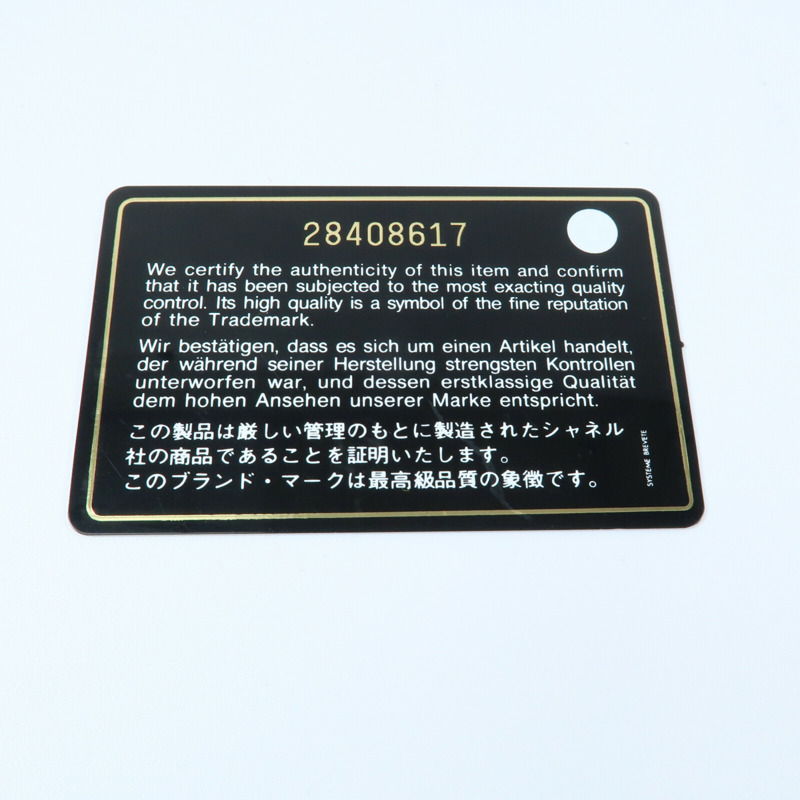 28408617
We certify the authenticity of this item and confirm
that it has been subjected to the most exacting quality
control. Its high quality is a symbol of the fine reputation
of the Trademark.
Wir bestätigen, dass es sich um einen Artikel handelt,
der während seiner Herstellung strengsten Kontrollen
unterworfen war, und dessen erstklassige Qualität
dem hohen Ansehen unserer Marke entspricht.
この製品は厳しい管理のもとに製造されたシャネル
社の商品であることを証明いたします。
このブランド・マークは最高級品質の象徴です。
SYSTEME BREVETE